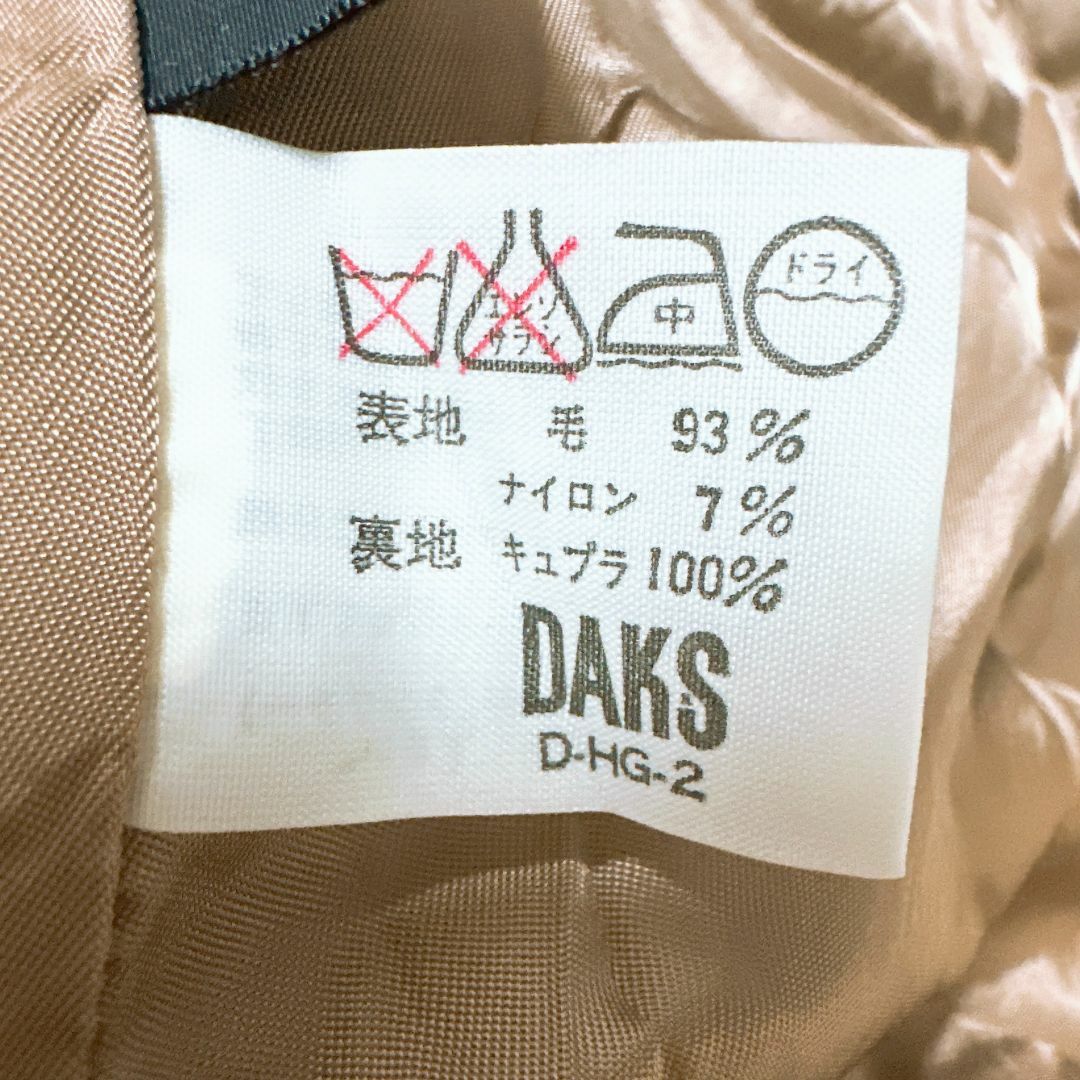 エンソ
サラシ
中
ドライ
表地 毛 93%
ナイロン 7%
裏地 キュプラ 100%
DAKS
D-HG-2